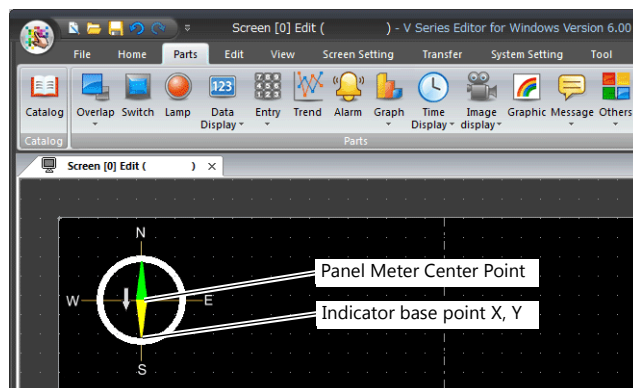 Screen [0] Edit ( ) - V Series Editor for Windows Version 6.00
File Home Parts Edit View Screen Setting Transfer System Setting Tool
Catalog Overlap Switch Lamp Data Display Entry Trend Alarm Graph Time Display Image display Graphic Message Others
123
Catalog Parts
Screen [0] Edit ( ) ×
N
Panel Meter Center Point
W E
Indicator base point X, Y
S